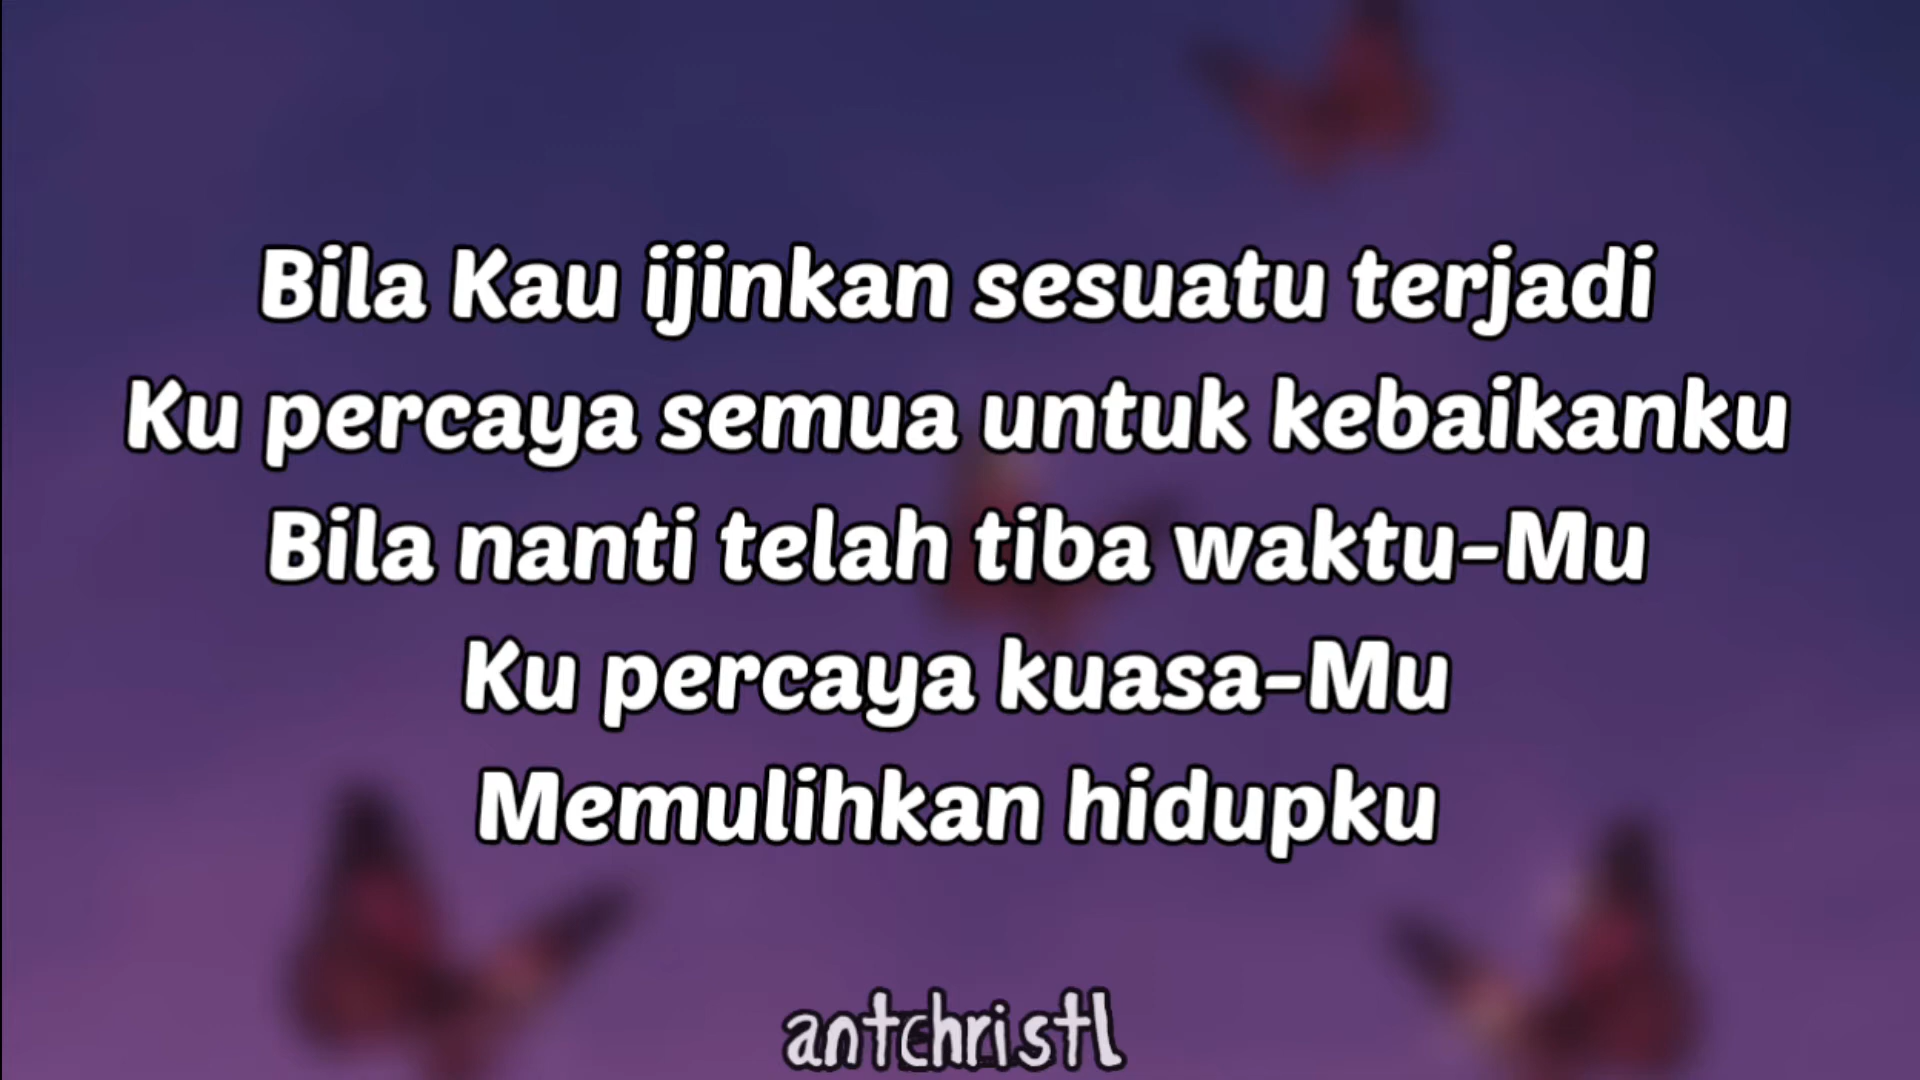 Bila Kau ijinkan sesuatu terjadi
Ku percaya semua untuk kebaikanku
Bila nanti telah tiba waktu-Mu
Ku percaya kuasa-Mu
Memulihkan hidupku
antchristl